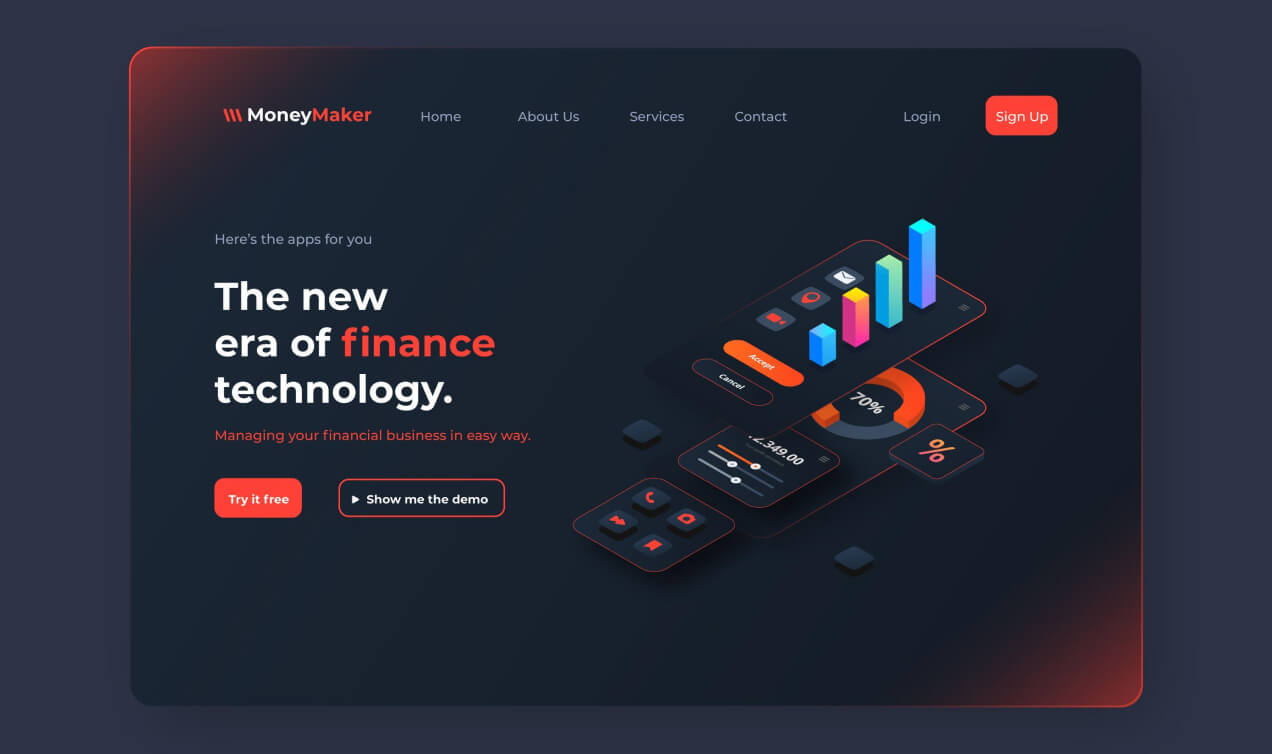 MoneyMaker
Home
About Us
Services
Contact
Login
Sign Up
Here's the apps for you
The new
era of finance
technology.
Managing your financial business in easy way.
Try it free
Show me the demo
Accept
Cancel
70%
2.349.00
%